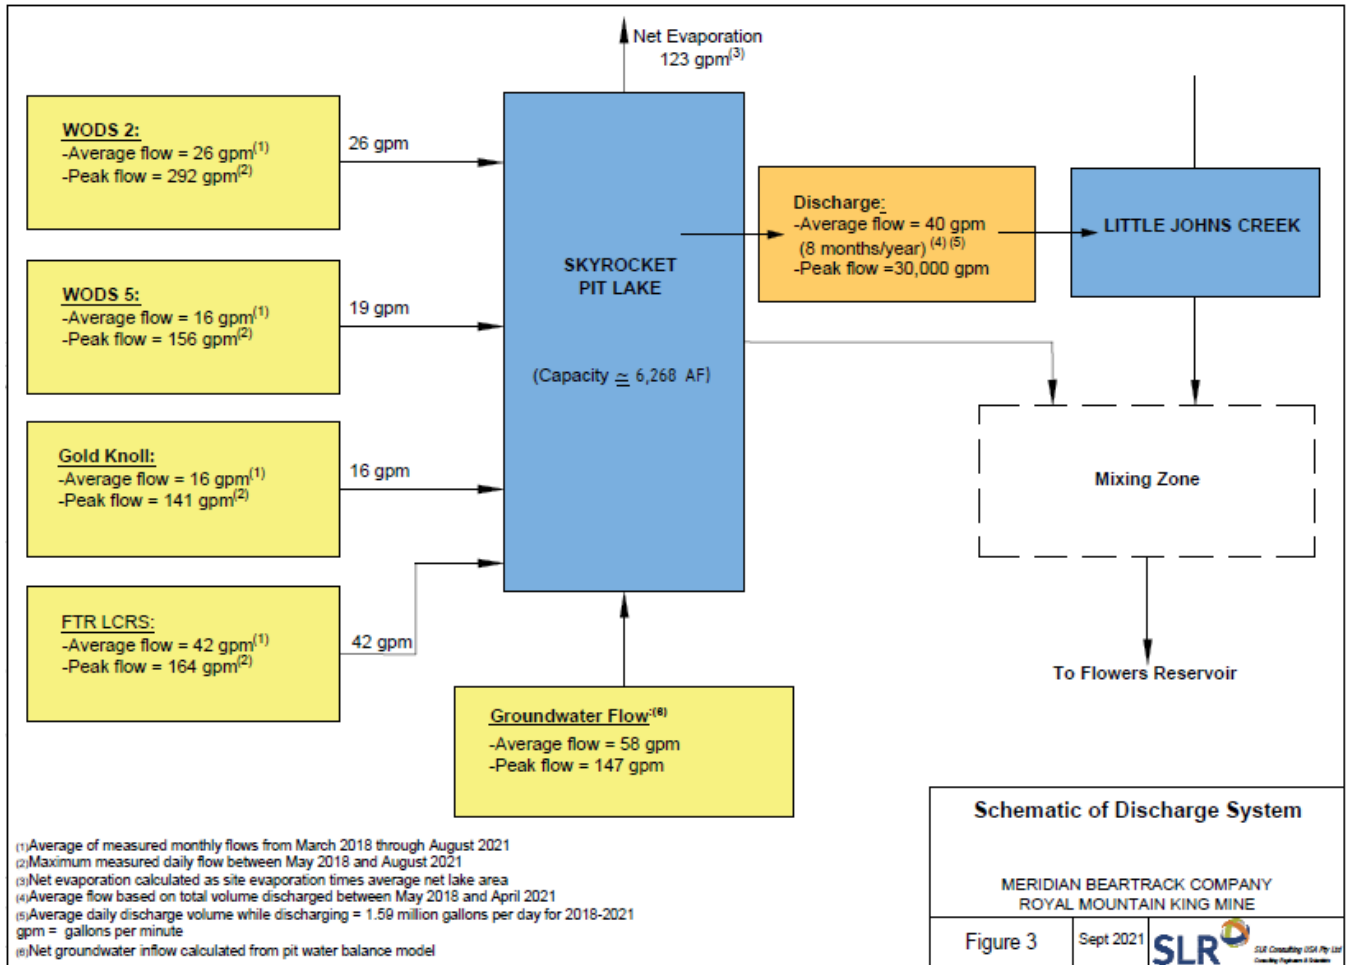 Net Evaporation
123 gpm(3)
WODS 2:
-Average flow = 26 gpm(1)
-Peak flow = 292 gpm(2)
26 gpm
WODS 5:
-Average flow = 16 gpm(1)
-Peak flow = 156 gpm(2)
19 gpm
Gold Knoll:
-Average flow = 16 gpm(1)
-Peak flow = 141 gpm(2)
16 gpm
FTR LCRS:
-Average flow = 42 gpm(1)
-Peak flow = 164 gpm(2)
42 gpm
SKYROCKET
PIT LAKE
(Capacity ≃ 6,268 AF)
Discharge:
-Average flow = 40 gpm
(8 months/year) (4) (5)
-Peak flow =30,000 gpm
LITTLE JOHNS CREEK
Mixing Zone
To Flowers Reservoir
Groundwater Flow:(6)
-Average flow = 58 gpm
-Peak flow = 147 gpm
(1)Average of measured monthly flows from March 2018 through August 2021
(2)Maximum measured daily flow between May 2018 and August 2021
(3)Net evaporation calculated as site evaporation times average net lake area
(4)Average flow based on total volume discharged between May 2018 and April 2021
(5)Average daily discharge volume while discharging = 1.59 million gallons per day for 2018-2021
gpm = gallons per minute
(6)Net groundwater inflow calculated from pit water balance model
Schematic of Discharge System
MERIDIAN BEARTRACK COMPANY
ROYAL MOUNTAIN KING MINE
Figure 3
Sept 2021
SLR
SLR Consulting USA Pty Ltd
Consulting Engineers & Scientists